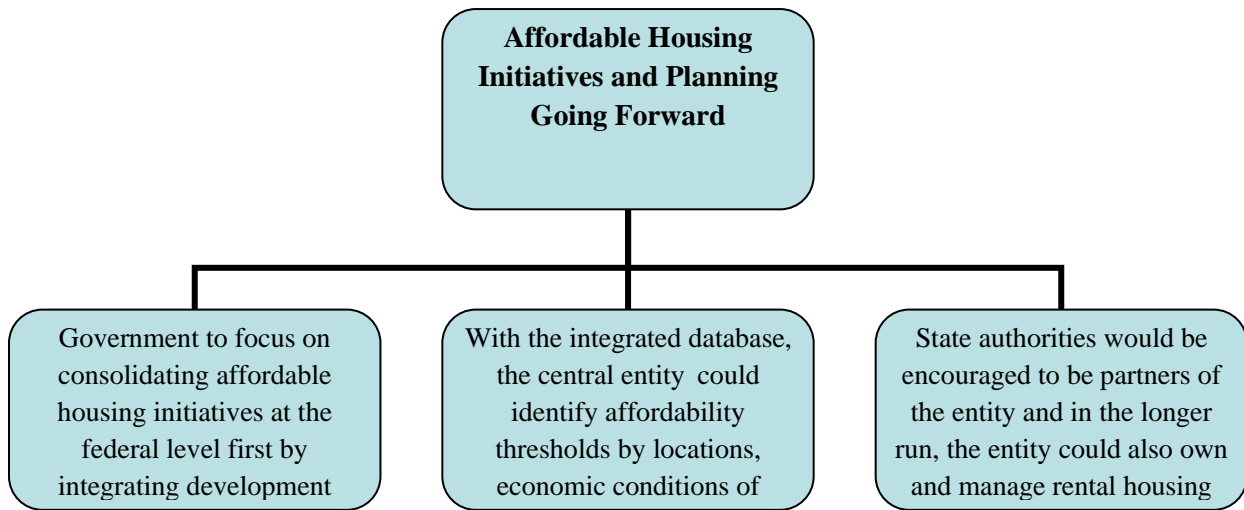 Affordable Housing
Initiatives and Planning
Going Forward
Government to focus on
consolidating affordable
housing initiatives at the
federal level first by
integrating development
With the integrated database,
the central entity could
identify affordability
thresholds by locations,
economic conditions of
State authorities would be
encouraged to be partners of
the entity and in the longer
run, the entity could also own
and manage rental housing